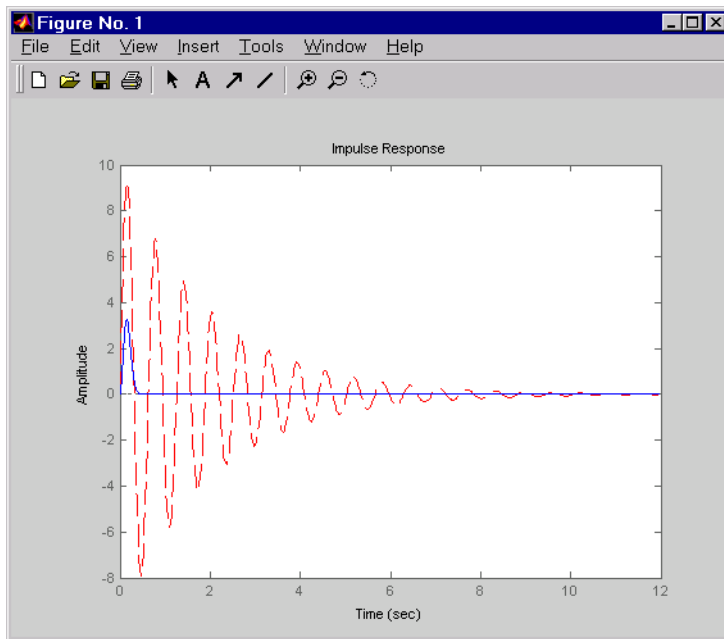 Figure No. 1
File Edit View Insert Tools Window Help
A
Impulse Response
10
8
6
4
2
0
-2
-4
-6
-8
Amplitude
0 2 4 6 8 10 12
Time (sec)